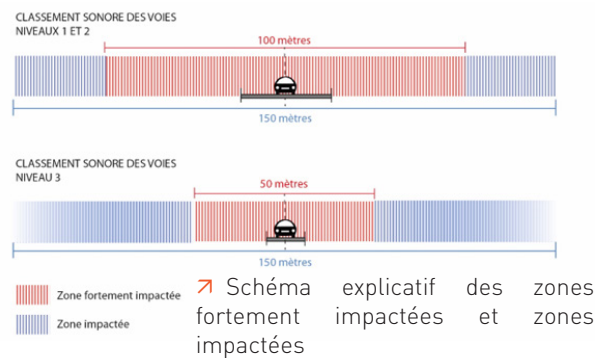 CLASSEMENT SONORE DES VOIES
NIVEAUX 1 ET 2
100 mètres
150 mètres
CLASSEMENT SONORE DES VOIES
NIVEAU 3
50 mètres
150 mètres
Zone fortement impactée
Zone impactée
↗ Schéma explicatif des zones
fortement impactées et zones
impactées